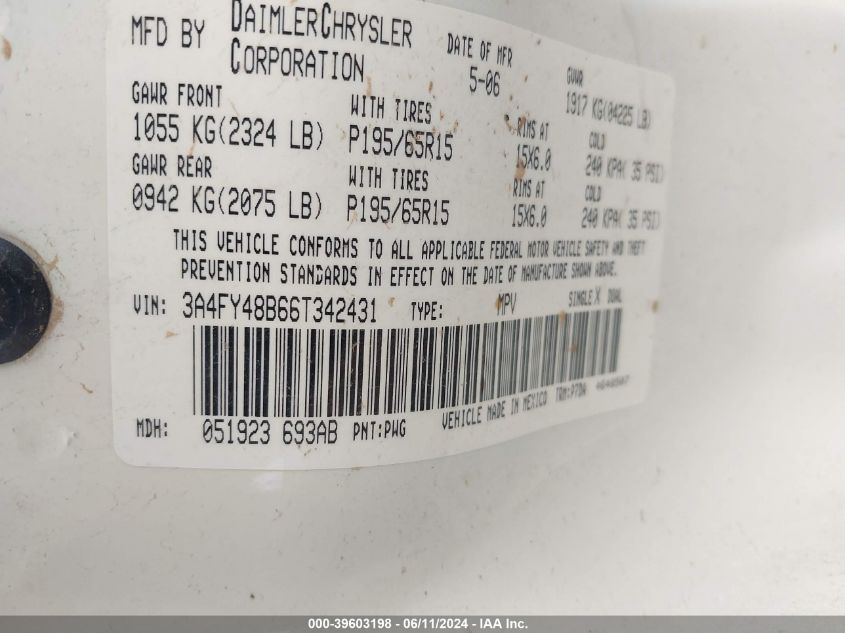 MFD BY DAIMLERCHRYSLER CORPORATION
DATE OF MFR 5-06
GVWR 1917 KG(04225 LB)
GAWR FRONT WITH TIRES RIMS AT COLD
1055 KG(2324 LB) P195/65R15 15X6.0 240 KPA( 35 PSI)
GAWR REAR WITH TIRES RIMS AT COLD
0942 KG(2075 LB) P195/65R15 15X6.0 240 KPA( 35 PSI)
THIS VEHICLE CONFORMS TO ALL APPLICABLE FEDERAL MOTOR VEHICLE SAFETY AND THEFT
PREVENTION STANDARDS IN EFFECT ON THE DATE OF MANUFACTURE SHOWN ABOVE.
VIN: 3A4FY48B66T342431 TYPE: MPV SINGLE X DUAL
MDH: 051923 693AB PNT:PWG VEHICLE MADE IN MEXICO TRM:P7DA
000-39603198 - 06/11/2024 - IAA Inc.